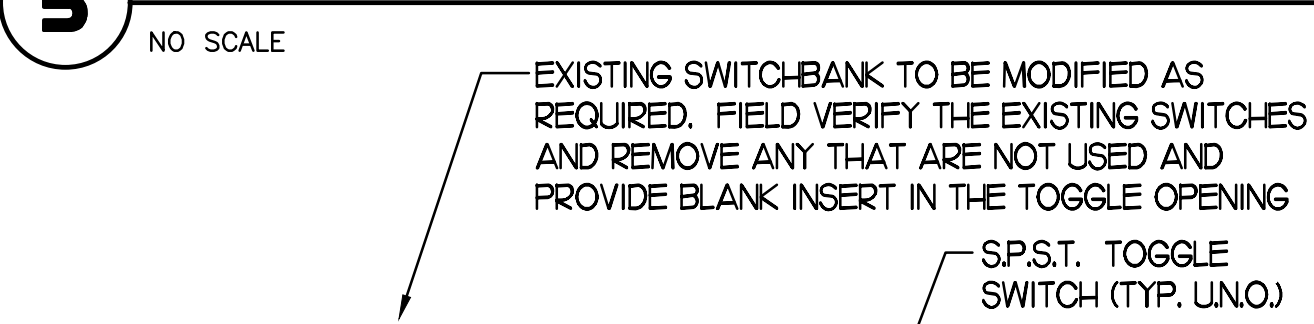 NO SCALE
EXISTING SWITCHBANK TO BE MODIFIED AS
REQUIRED. FIELD VERIFY THE EXISTING SWITCHES
AND REMOVE ANY THAT ARE NOT USED AND
PROVIDE BLANK INSERT IN THE TOGGLE OPENING
S.P.S.T. TOGGLE
SWITCH (TYP. U.N.O.)